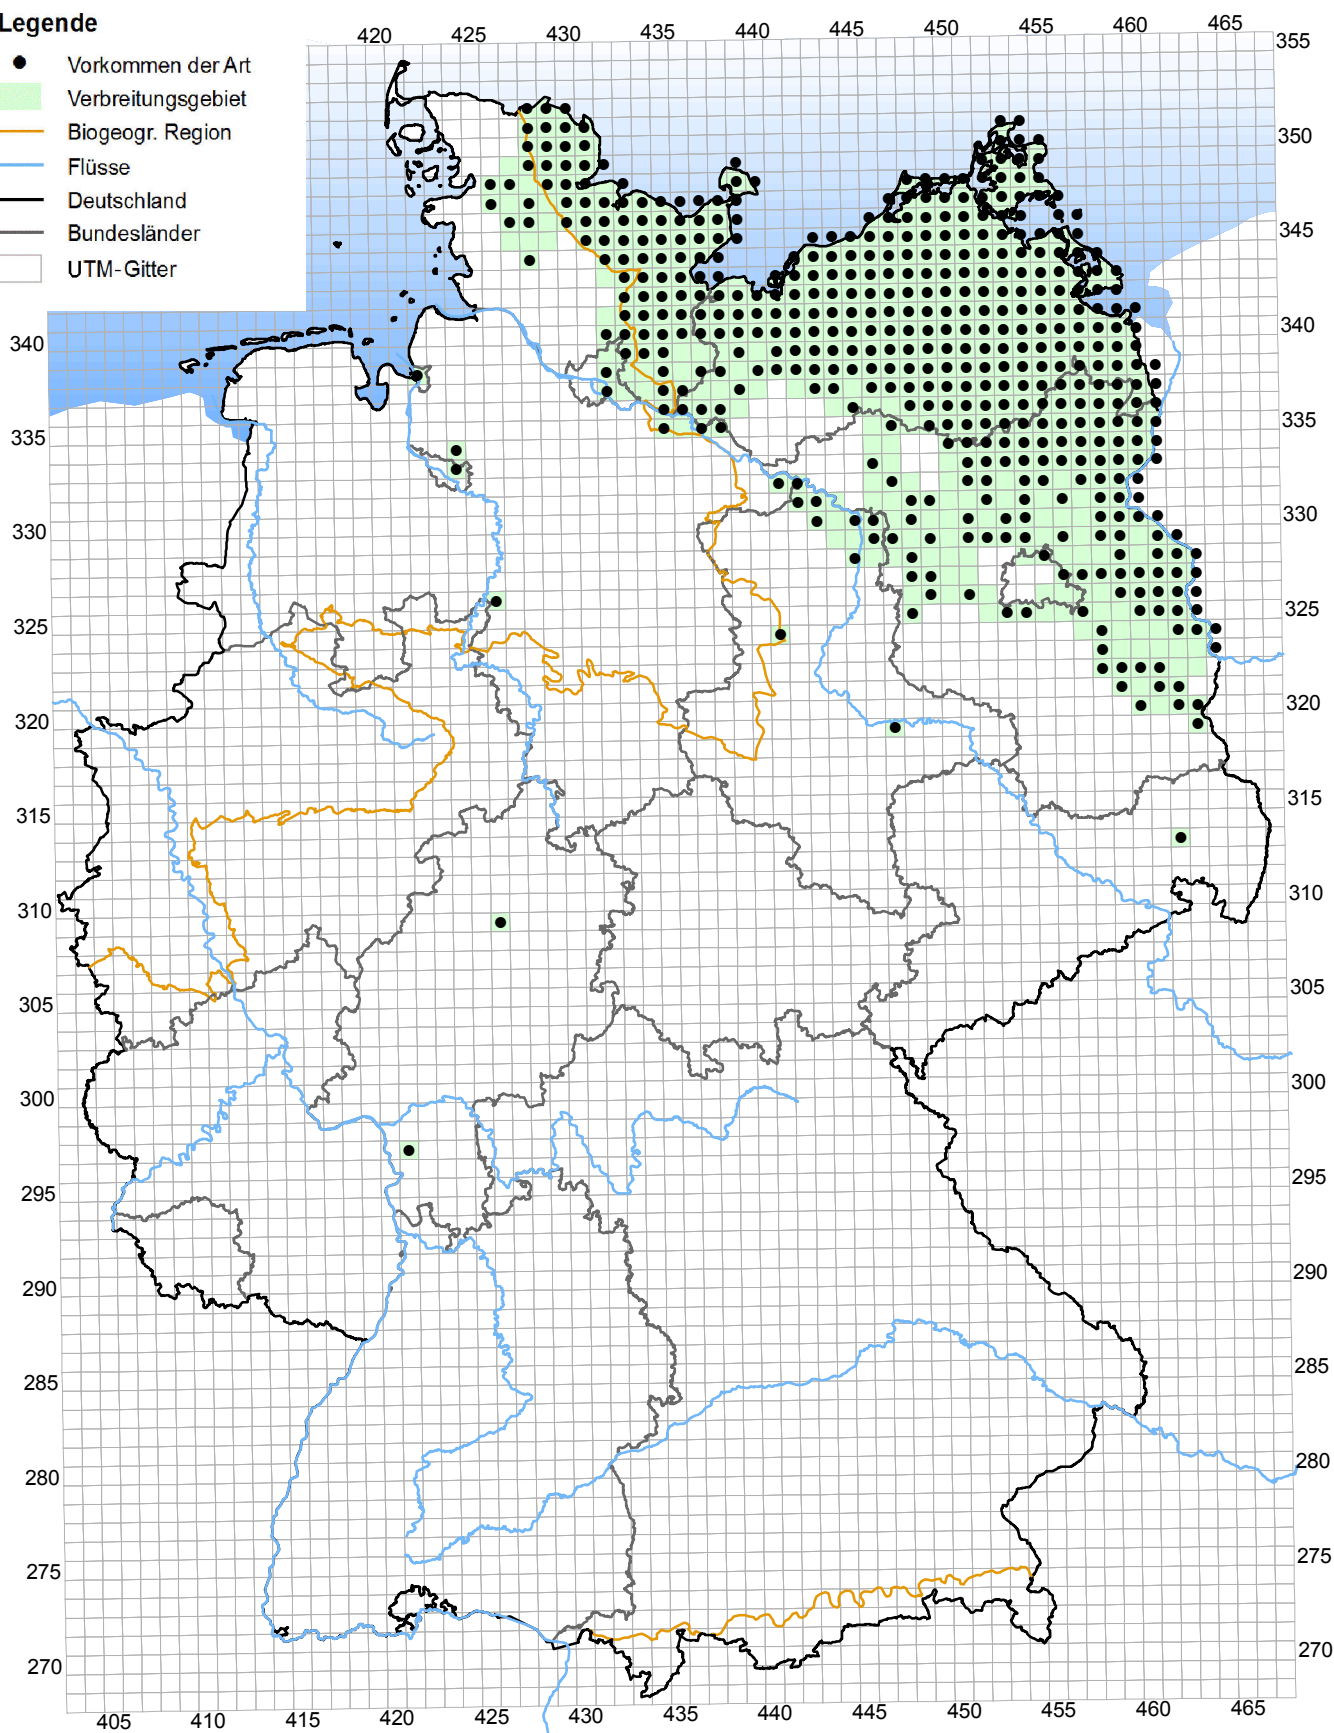 Legende
Vorkommen der Art
Verbreitungsgebiet
Biogeogr. Region
Flüsse
Deutschland
Bundesländer
UTM-Gitter
420 425 430 435 440 445 450 455 460 465
355
350
345
340 340
335 335
330 330
325 325
320 320
315 315
310 310
305 305
300 300
295 295
290 290
285 285
280 280
275 275
270 270
405 410 415 420 425 430 435 440 445 450 455 460 465